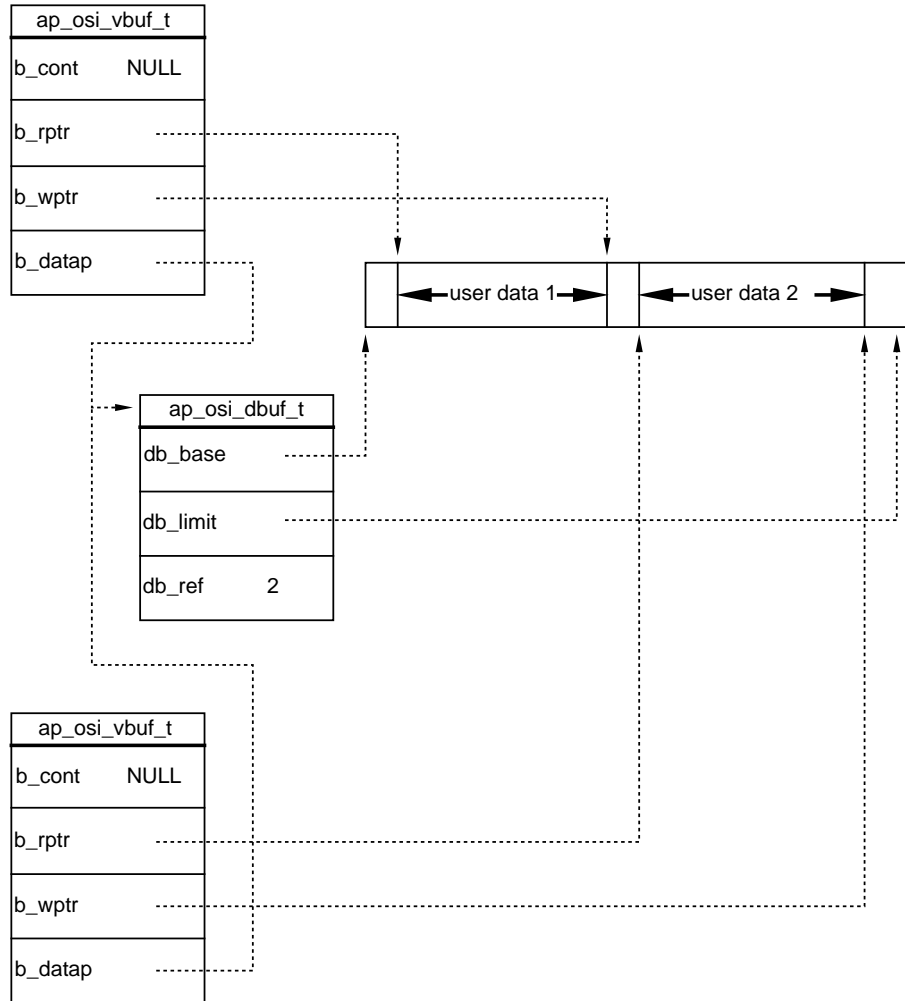 ap_osi_vbuf_t
b_cont NULL
b_rptr
b_wptr
b_datap
user data 1
user data 2
ap_osi_dbuf_t
db_base
db_limit
db_ref 2
ap_osi_vbuf_t
b_cont NULL
b_rptr
b_wptr
b_datap